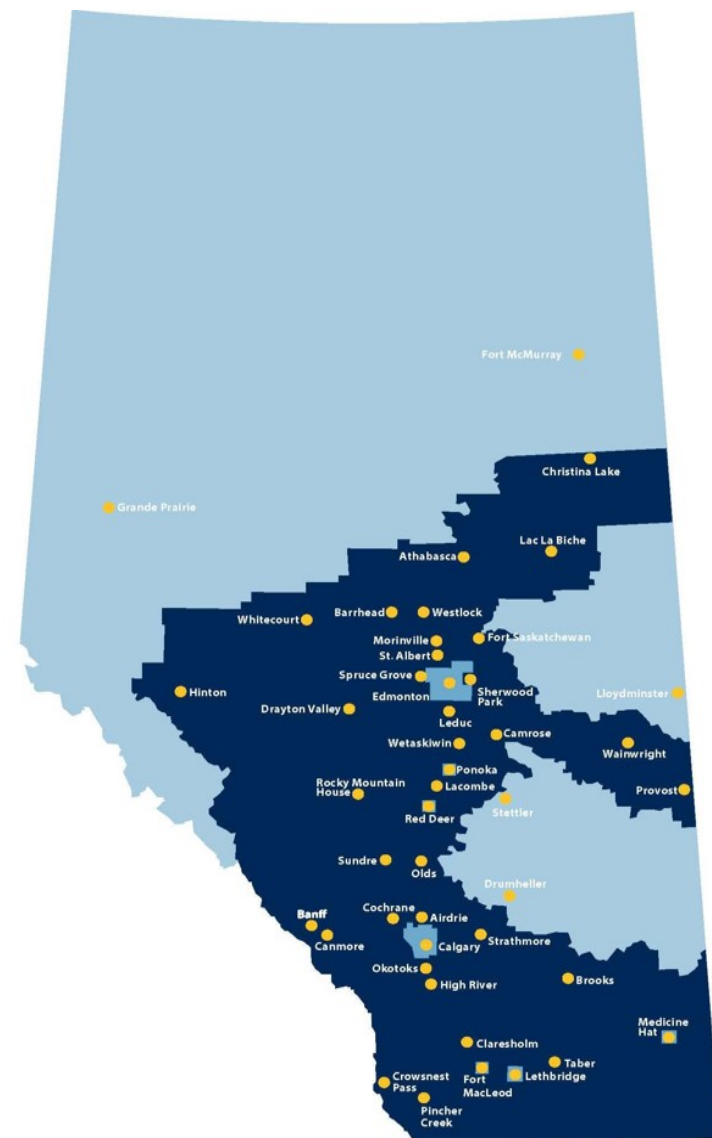 Fort McMurray
Christina Lake
Grande Prairie
Lac La Biche
Athabasca
Barrhead
Westlock
Whitecourt
Fort Saskatchewan
Morinville
St. Albert
Spruce Grove
Edmonton
Sherwood
Park
Hinton
Lloydminster
Drayton Valley
Leduc
Camrose
Wetaskiwin
Wainwright
Ponoka
Rocky Mountain
House
Lacombe
Provost
Red Deer
Stettler
Sundre
Olds
Drumheller
Cochrane
Airdrie
Banff
Canmore
Calgary
Strathmore
Okotoks
High River
Brooks
Medicine
Hat
Claresholm
Taber
Fort
MacLeod
Lethbridge
Crowsnest
Pass
Pincher
Creek